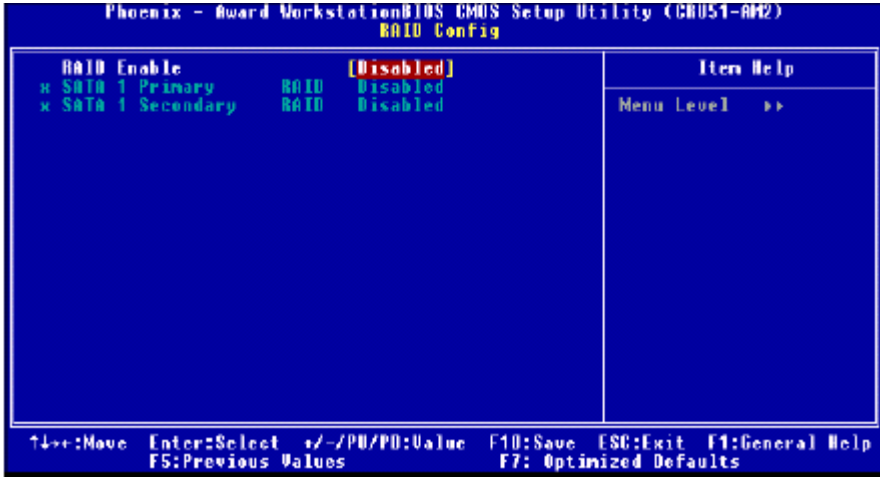 Phoenix - Award WorkstationBIOS CMOS Setup Utility (CRU51-AM2)
RAID Config
RAID Enable [Disabled]
x SATA 1 Primary RAID Disabled
x SATA 1 Secondary RAID Disabled
Item Help
Menu Level ▸▸
↑↓→←:Move Enter:Select +/-/PU/PD:Value F10:Save ESC:Exit F1:General Help
F5:Previous Values F7: Optimized Defaults